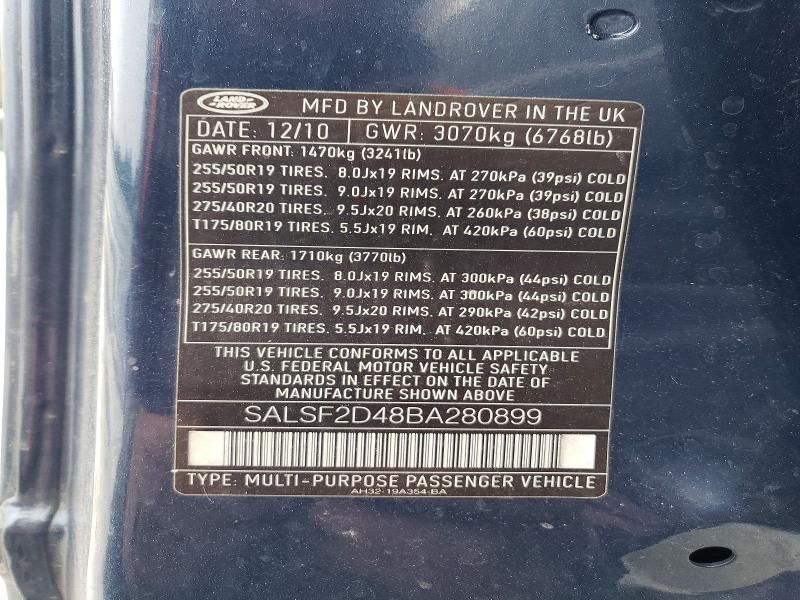 LAND ROVER
MFD BY LANDROVER IN THE UK
DATE: 12/10 GWR: 3070kg (6768lb)
GAWR FRONT: 1470kg (3241lb)
255/50R19 TIRES. 8.0Jx19 RIMS. AT 270kPa (39psi) COLD
255/50R19 TIRES. 9.0Jx19 RIMS. AT 270kPa (39psi) COLD
275/40R20 TIRES. 9.5Jx20 RIMS. AT 260kPa (38psi) COLD
T175/80R19 TIRES. 5.5Jx19 RIM. AT 420kPa (60psi) COLD
GAWR REAR: 1710kg (3770lb)
255/50R19 TIRES. 8.0Jx19 RIMS. AT 300kPa (44psi) COLD
255/50R19 TIRES. 9.0Jx19 RIMS. AT 300kPa (44psi) COLD
275/40R20 TIRES. 9.5Jx20 RIMS. AT 290kPa (42psi) COLD
T175/80R19 TIRES. 5.5Jx19 RIM. AT 420kPa (60psi) COLD
THIS VEHICLE CONFORMS TO ALL APPLICABLE
U.S. FEDERAL MOTOR VEHICLE SAFETY
STANDARDS IN EFFECT ON THE DATE OF
MANUFACTURE SHOWN ABOVE
SALSF2D48BA280899
TYPE: MULTI-PURPOSE PASSENGER VEHICLE
AH32-19A354-BA